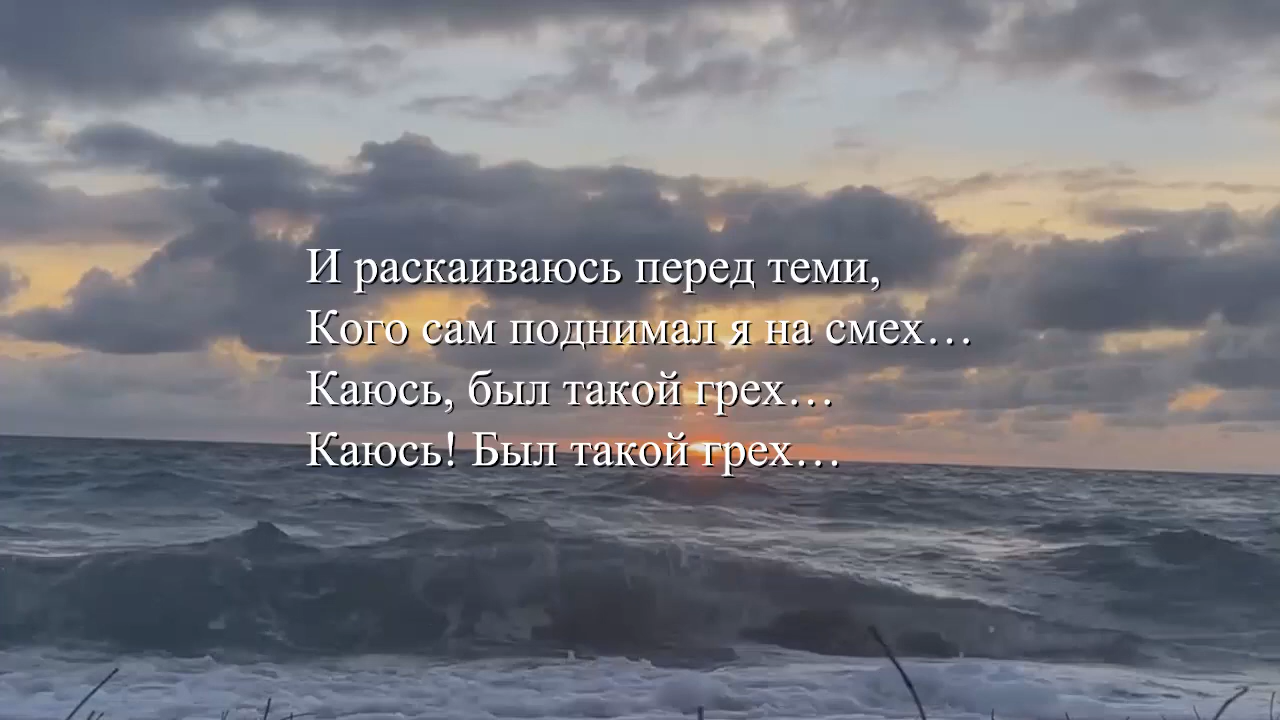 И раскаиваюсь перед теми,
Кого сам поднимал я на смех…
Каюсь, был такой грех…
Каюсь! Был такой грех…